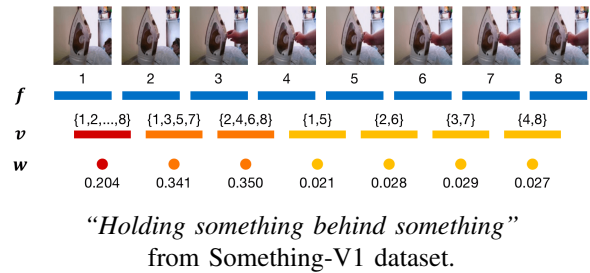 1 2 3 4 5 6 7 8
f
{1,2,...,8} {1,3,5,7} {2,4,6,8} {1,5} {2,6} {3,7} {4,8}
v
w
0.204 0.341 0.350 0.021 0.028 0.029 0.027
“Holding something behind something”
from Something-V1 dataset.